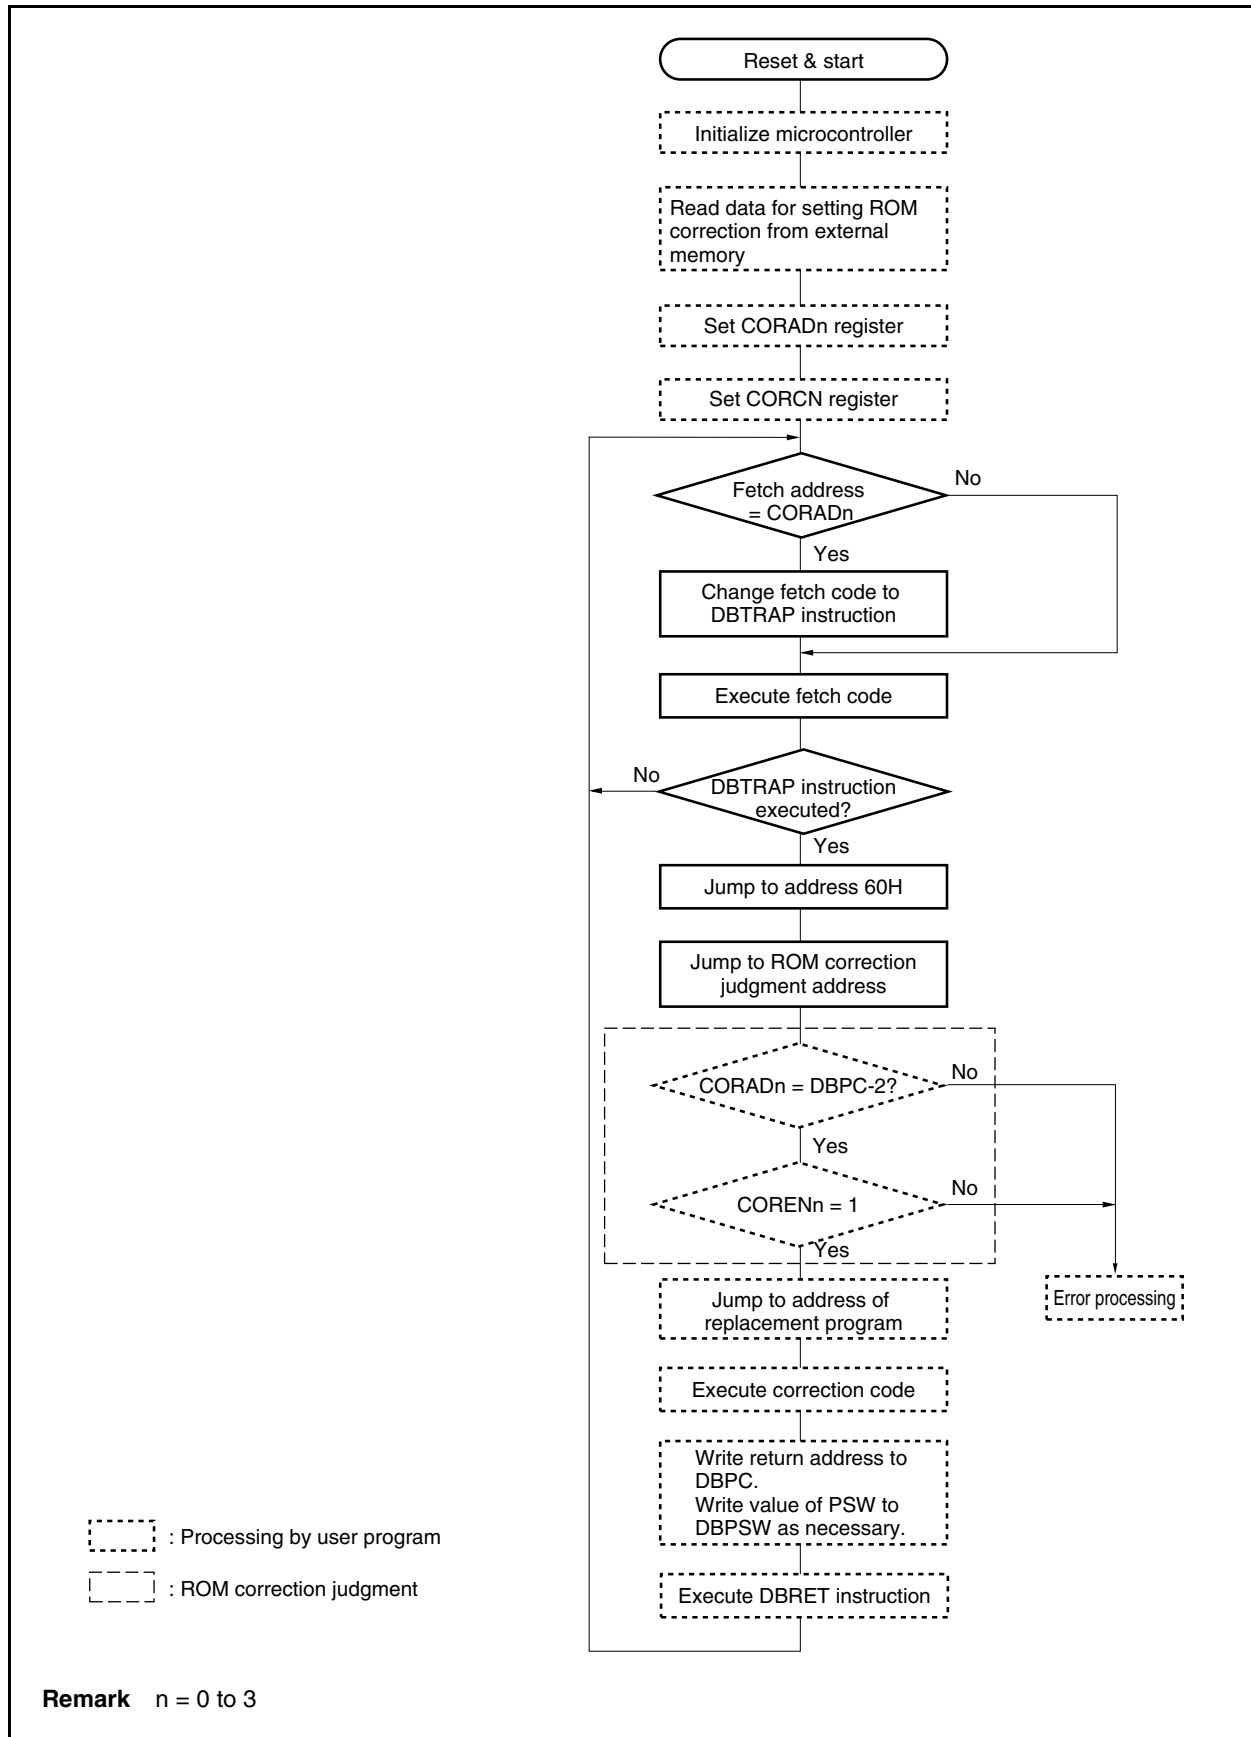 Reset & start
Initialize microcontroller
Read data for setting ROM
correction from external
memory
Set CORADn register
Set CORCN register
Fetch address
= CORADn
No
Yes
Change fetch code to
DBTRAP instruction
Execute fetch code
No
DBTRAP instruction
executed?
Yes
Jump to address 60H
Jump to ROM correction
judgment address
CORADn = DBPC-2?
No
Yes
CORENn = 1
No
Yes
Jump to address of
replacement program
Error processing
Execute correction code
Write return address to
DBPC.
Write value of PSW to
DBPSW as necessary.
: Processing by user program
: ROM correction judgment
Execute DBRET instruction
Remark n = 0 to 3